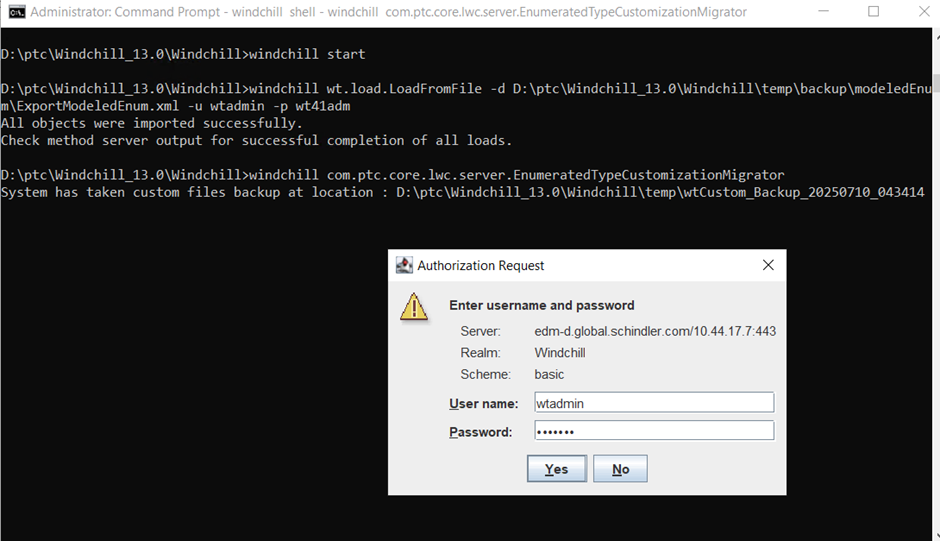 Administrator: Command Prompt - windchill  shell - windchill  com.ptc.core.lwc.server.EnumeratedTypeCustomizationMigrator
D:\ptc\Windchill_13.0\Windchill>windchill start
D:\ptc\Windchill_13.0\Windchill>windchill wt.load.LoadFromFile -d D:\ptc\Windchill_13.0\Windchill\temp\backup\modeledEnu
m\ExportModeledEnum.xml -u wtadmin -p wt41adm
All objects were imported successfully.
Check method server output for successful completion of all loads.
D:\ptc\Windchill_13.0\Windchill>windchill com.ptc.core.lwc.server.EnumeratedTypeCustomizationMigrator
System has taken custom files backup at location : D:\ptc\Windchill_13.0\Windchill\temp\wtCustom_Backup_20250710_043414
Authorization Request
Enter username and password
Server: edm-d.global.schindler.com/10.44.17.7:443
Realm: Windchill
Scheme: basic
User name: wtadmin
Password: •••••••
Yes No